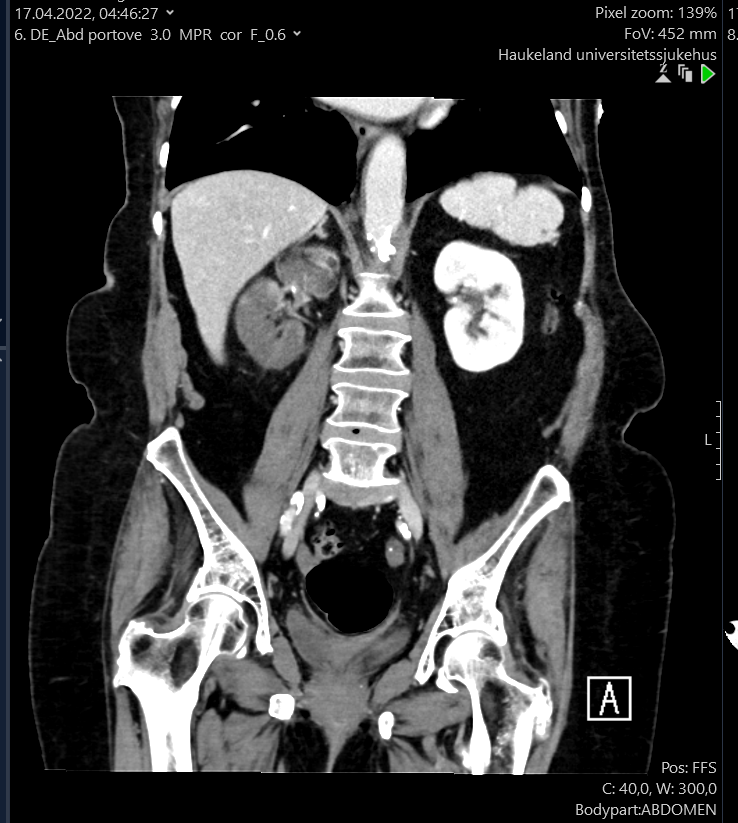 17.04.2022, 04:46:27
Pixel zoom: 139%
6. DE_Abd portove 3.0 MPR cor F_0.6
FoV: 452 mm
Haukeland universitetssjukehus
Z
L
A
Pos: FFS
C: 40,0, W: 300,0
Bodypart:ABDOMEN